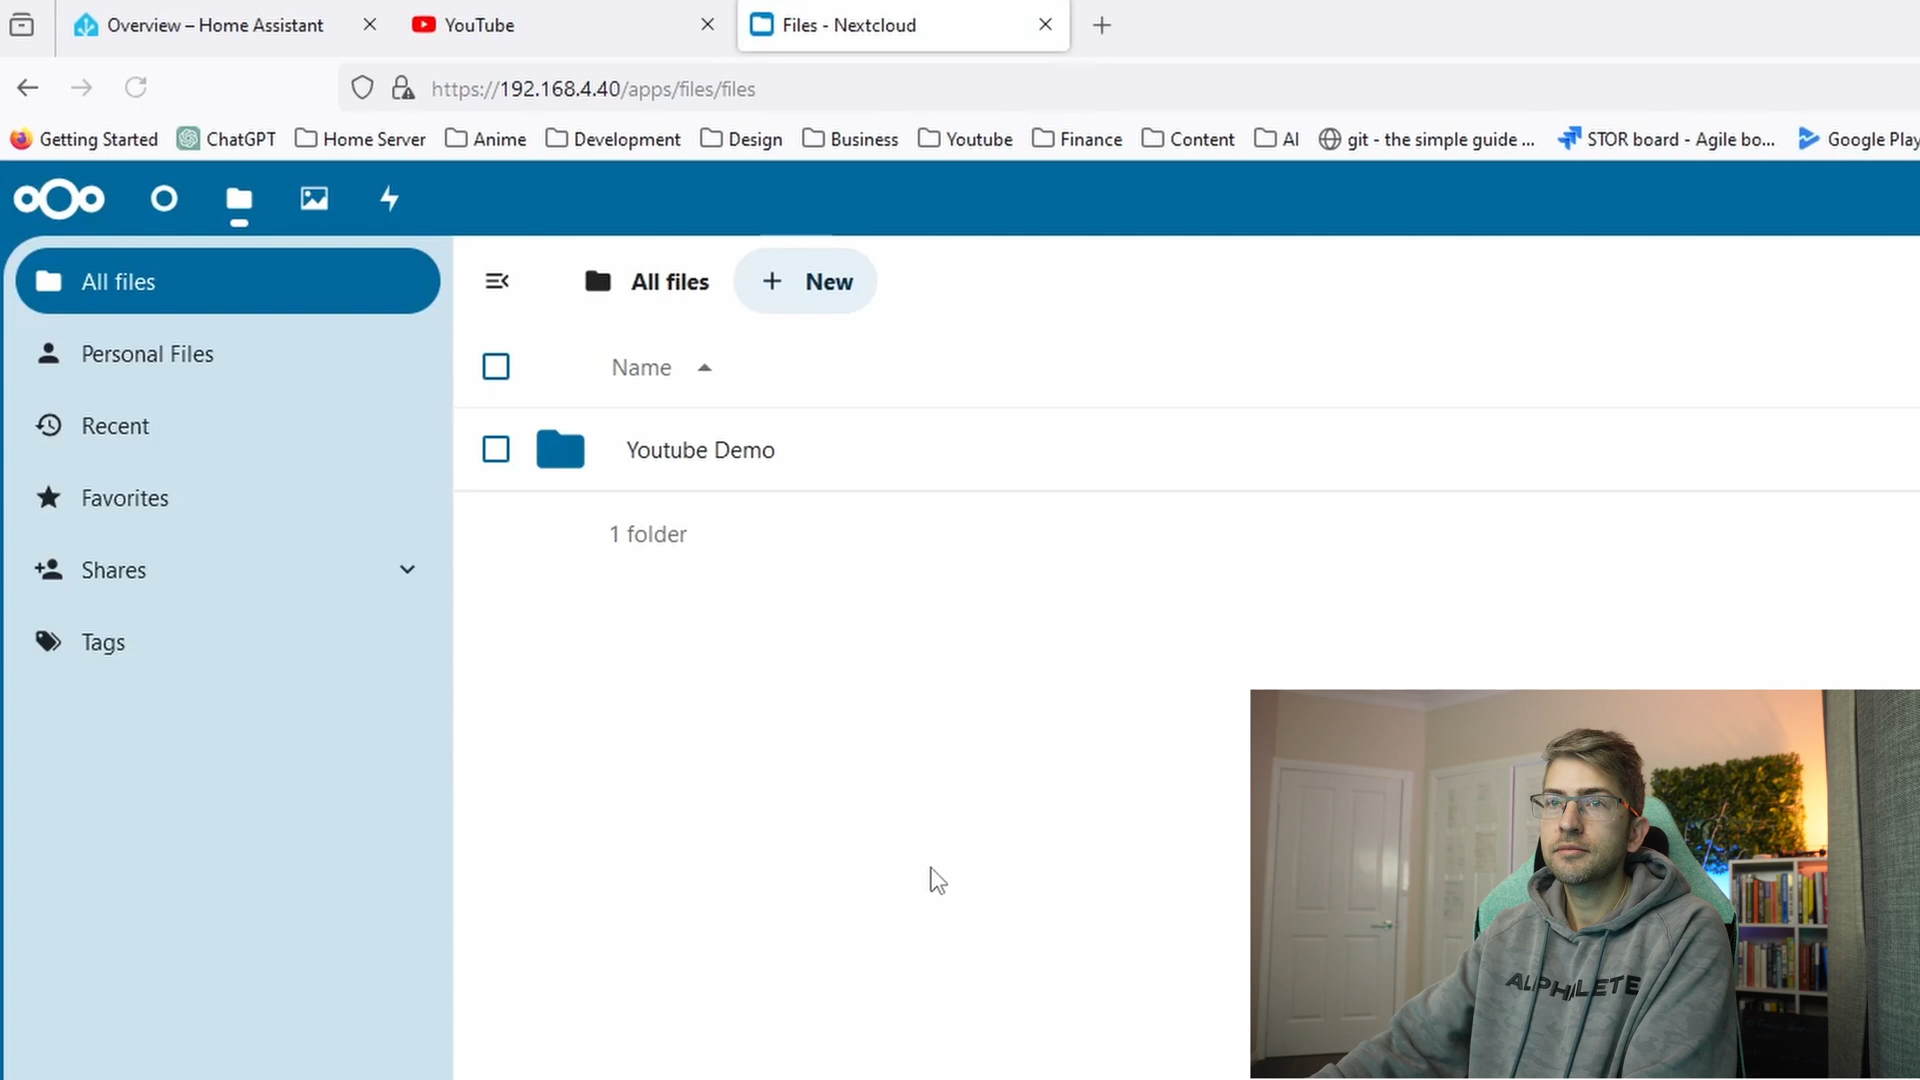 Overview – Home Assistant
YouTube
Files - Nextcloud
https://192.168.4.40/apps/files/files
Getting Started
ChatGPT
Home Server
Anime
Development
Design
Business
Youtube
Finance
Content
AI
git - the simple guide ...
STOR board - Agile bo...
Google Play
All files
All files
+ New
Personal Files
Name
Recent
Youtube Demo
Favorites
1 folder
Shares
Tags
ALPHALETE